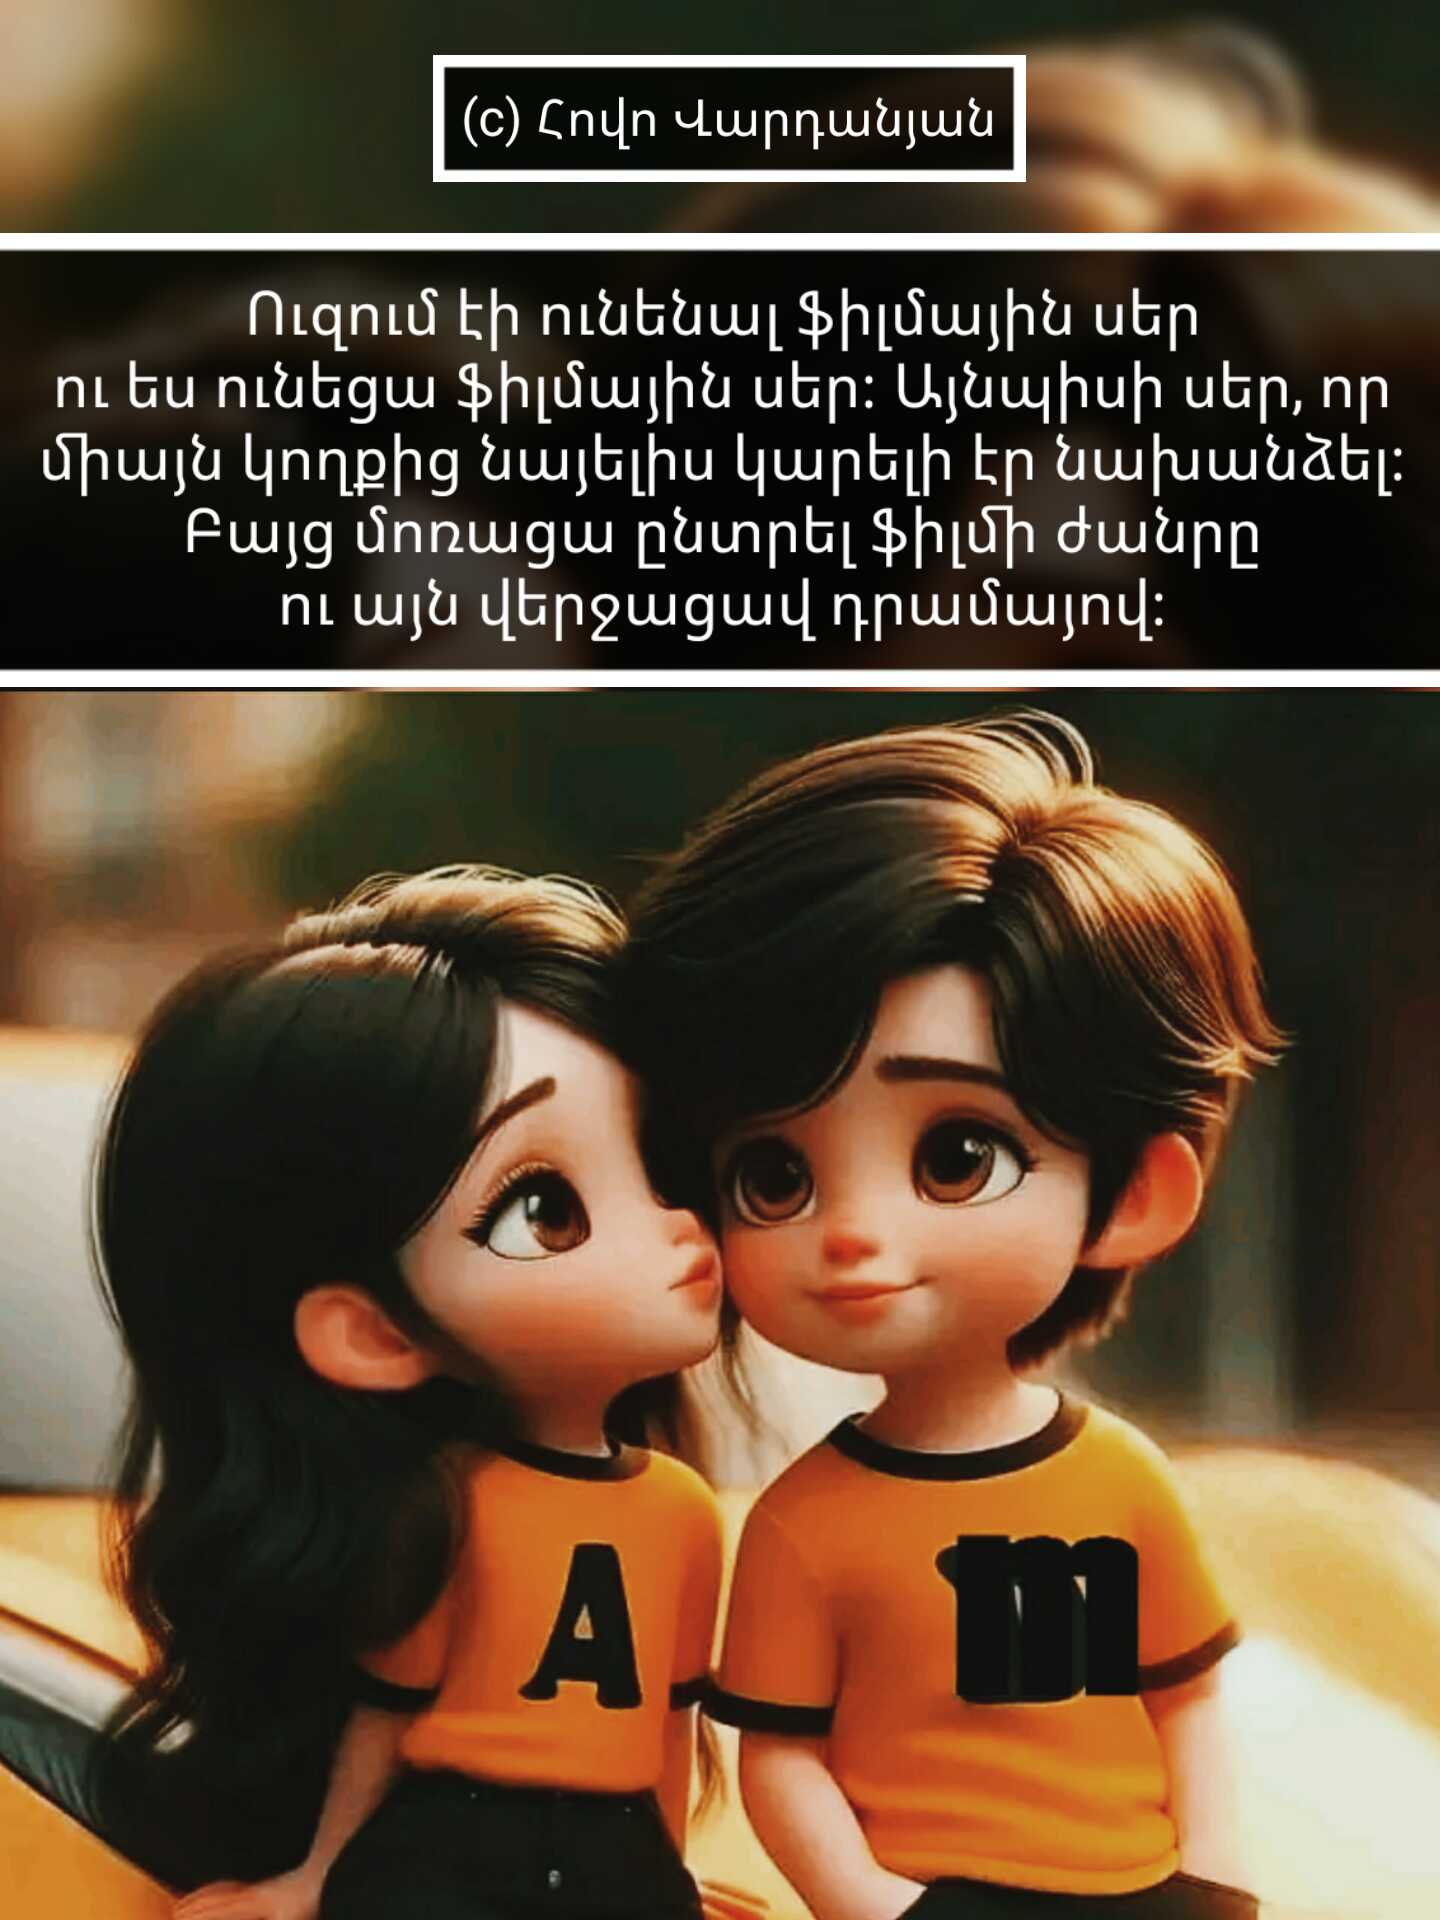 (c) Հովո Վարդանյան
Ուզում էի ունենալ ֆիլմային սեր
ու ես ունեցա ֆիլմային սեր: Այնպիսի սեր, որ
միայն կողքից նայելիս կարելի էր նախանձել:
Բայց մոռացա ընտրել ֆիլմի ժանրը
ու այն վերջացավ դրամայով:
A
m